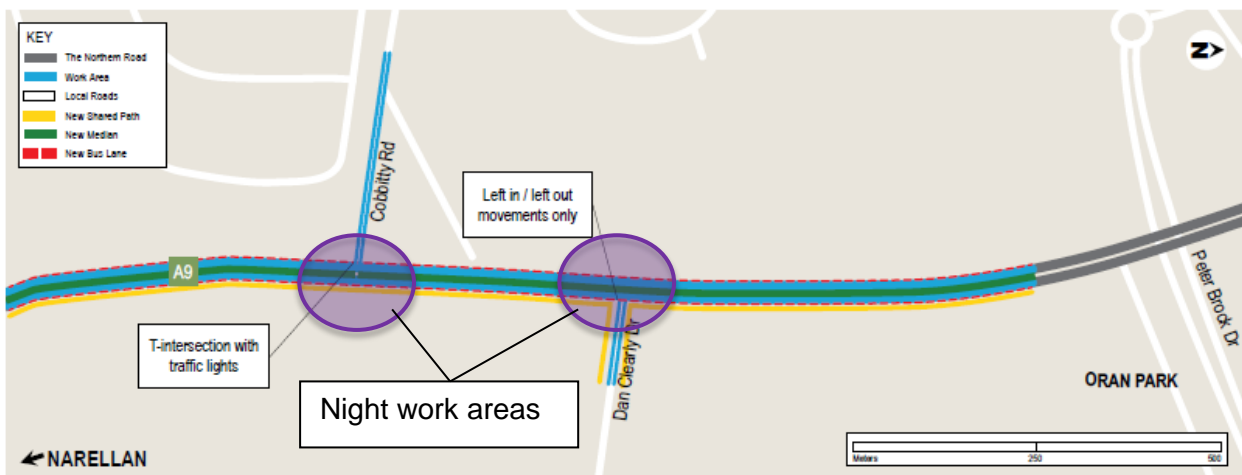 KEY
The Northern Road
Work Area
Local Roads
New Shared Path
New Median
New Bus Lane
N
Cobbitty Rd
Left in / left out
movements only
A9
Peter Brock Dr
T-intersection with
traffic lights
Dan Clearly Dr
Night work areas
ORAN PARK
NARELLAN
Meters 250 500